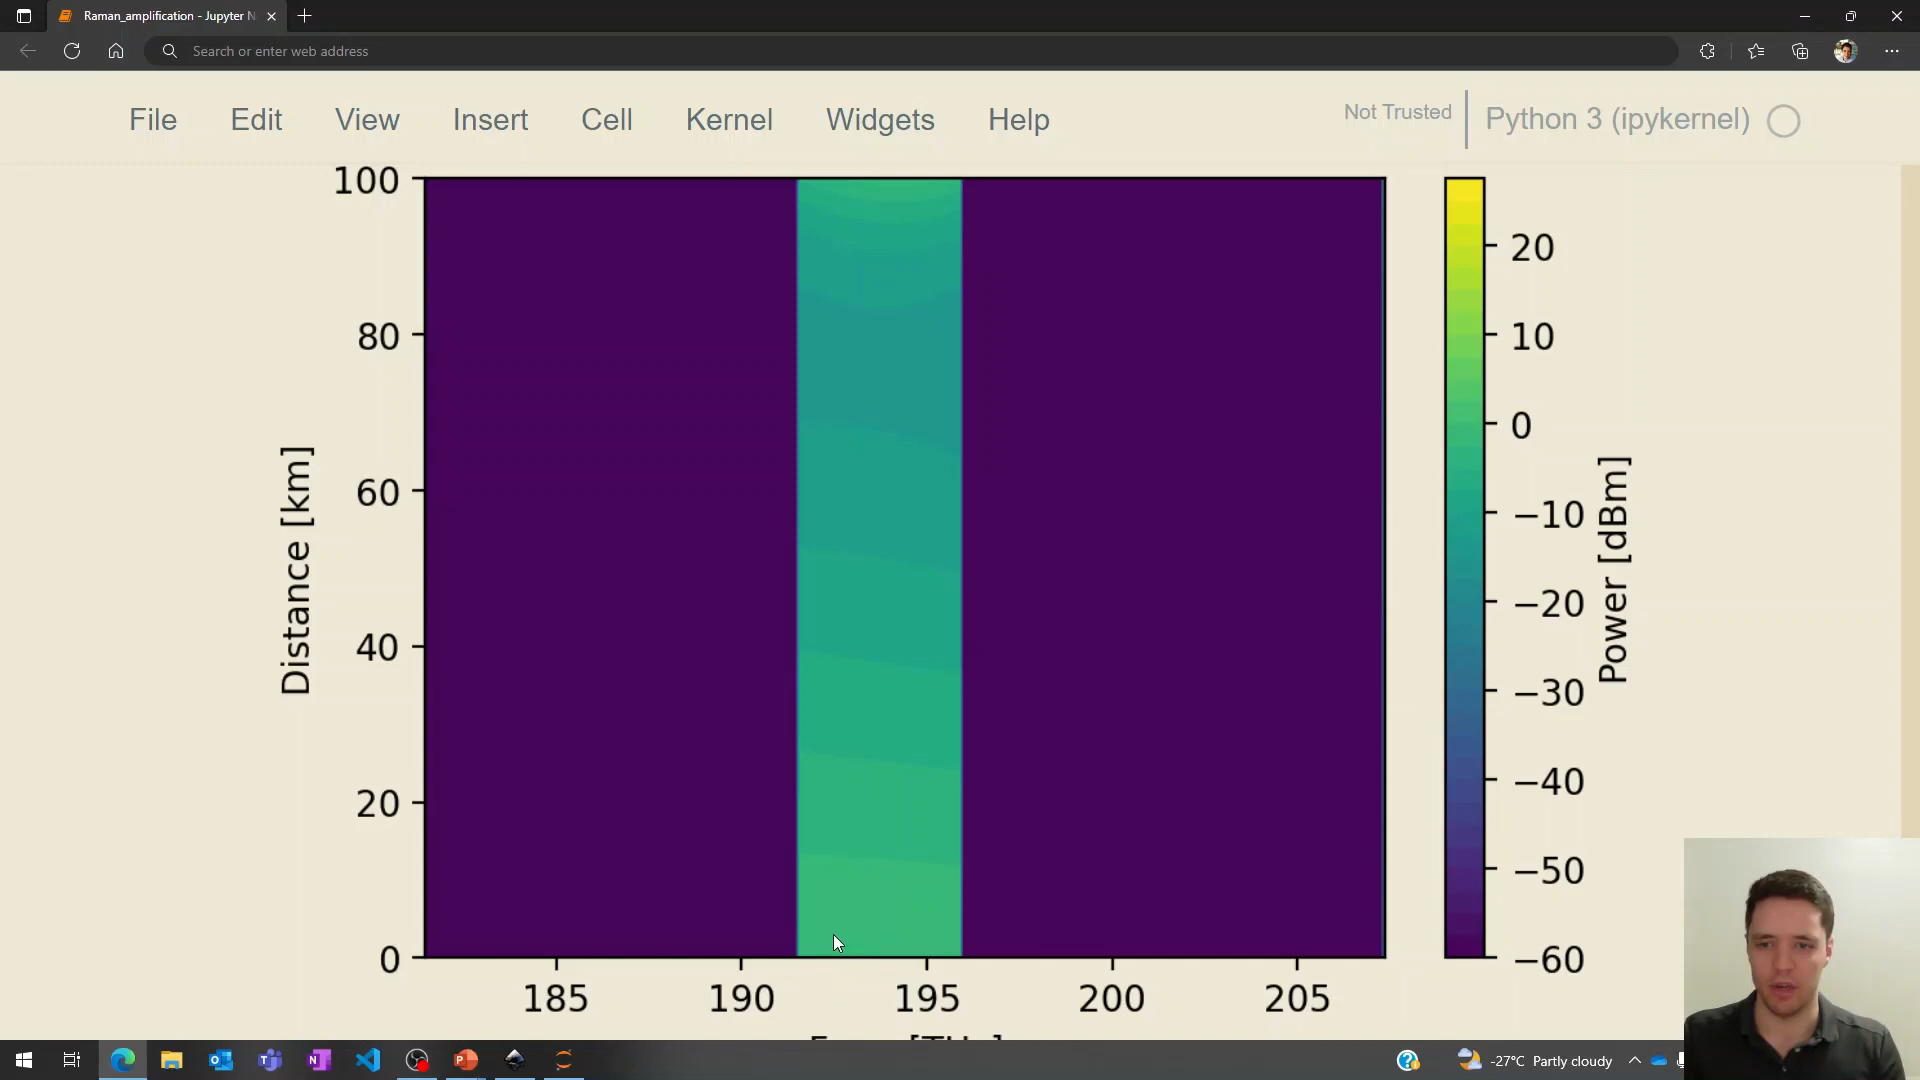 Raman_amplification - Jupyter N
Search or enter web address
File Edit View Insert Cell Kernel Widgets Help
Not Trusted
Python 3 (ipykernel)
100
80
60
40
20
0
Distance [km]
185 190 195 200 205
20
10
0
−10
−20
−30
−40
−50
−60
Power [dBm]
-27°C Partly cloudy